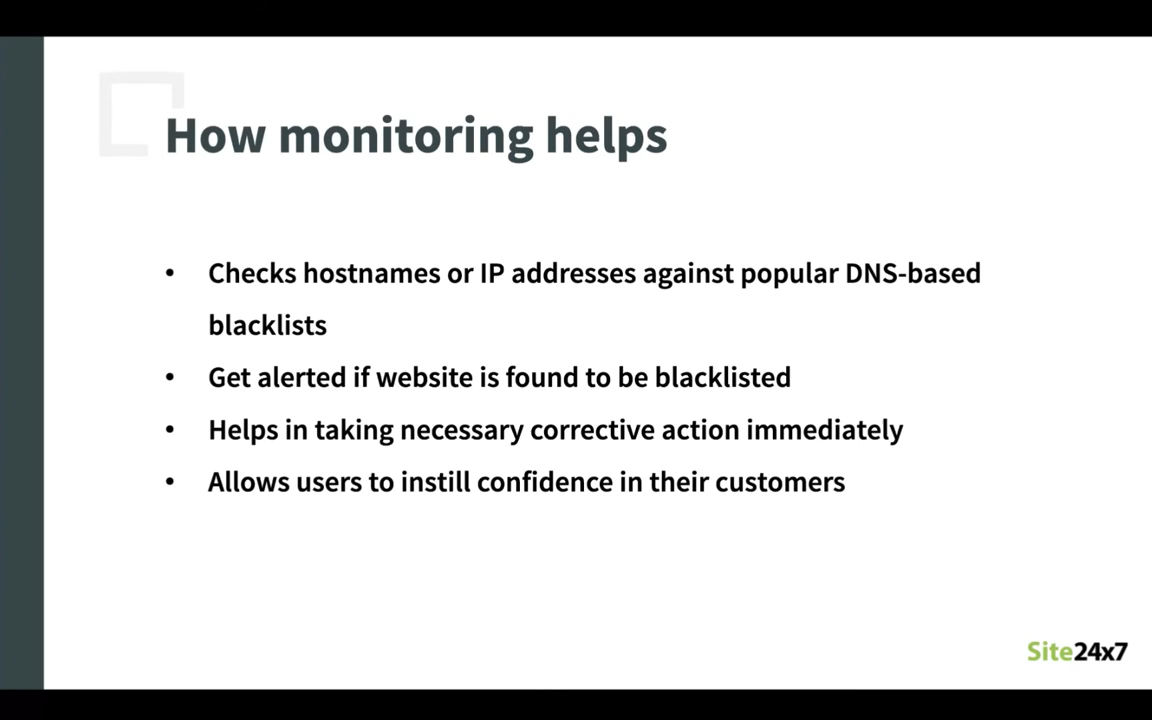 How monitoring helps
• Checks hostnames or IP addresses against popular DNS-based
blacklists
• Get alerted if website is found to be blacklisted
• Helps in taking necessary corrective action immediately
• Allows users to instill confidence in their customers
Site24x7